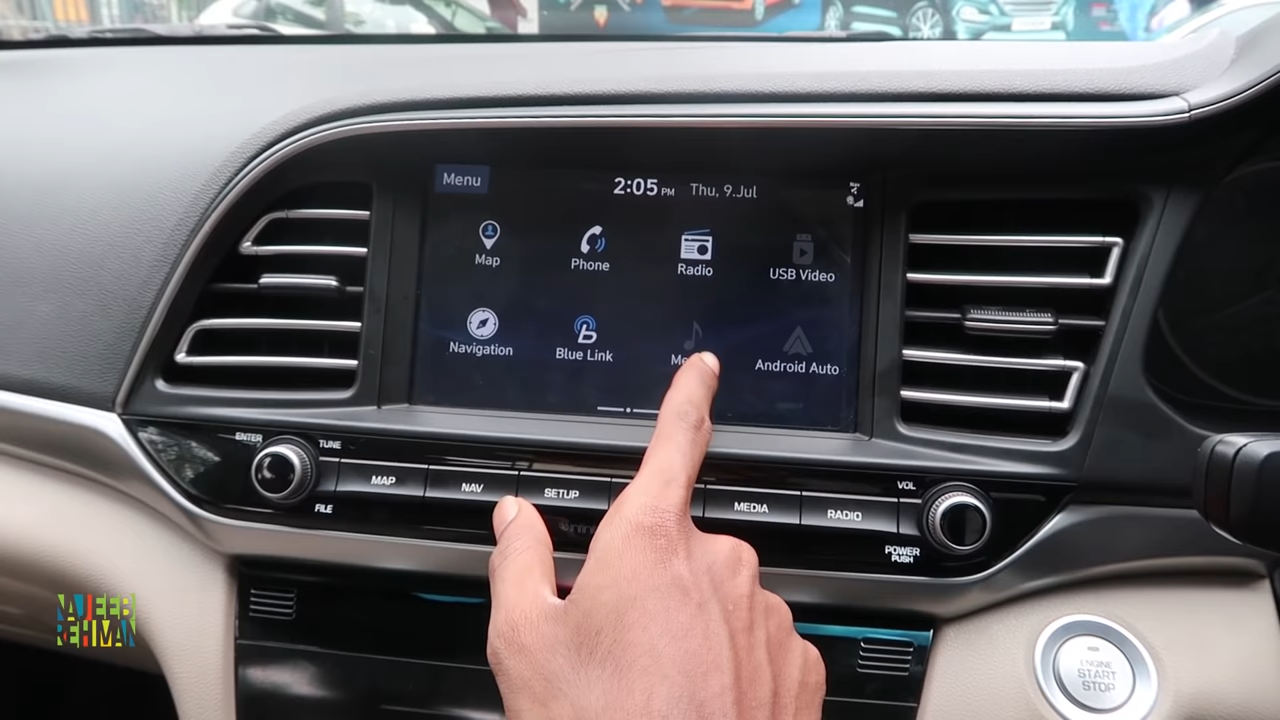 Menu
2:05 PM Thu, 9.Jul
Map
Phone
Radio
USB Video
Navigation
Blue Link
Android Auto
ENTER
TUNE
FILE
MAP
NAV
SETUP
MEDIA
RADIO
VOL
POWER
PUSH
NAJEEB
REHMAN
ENGINE
START
STOP